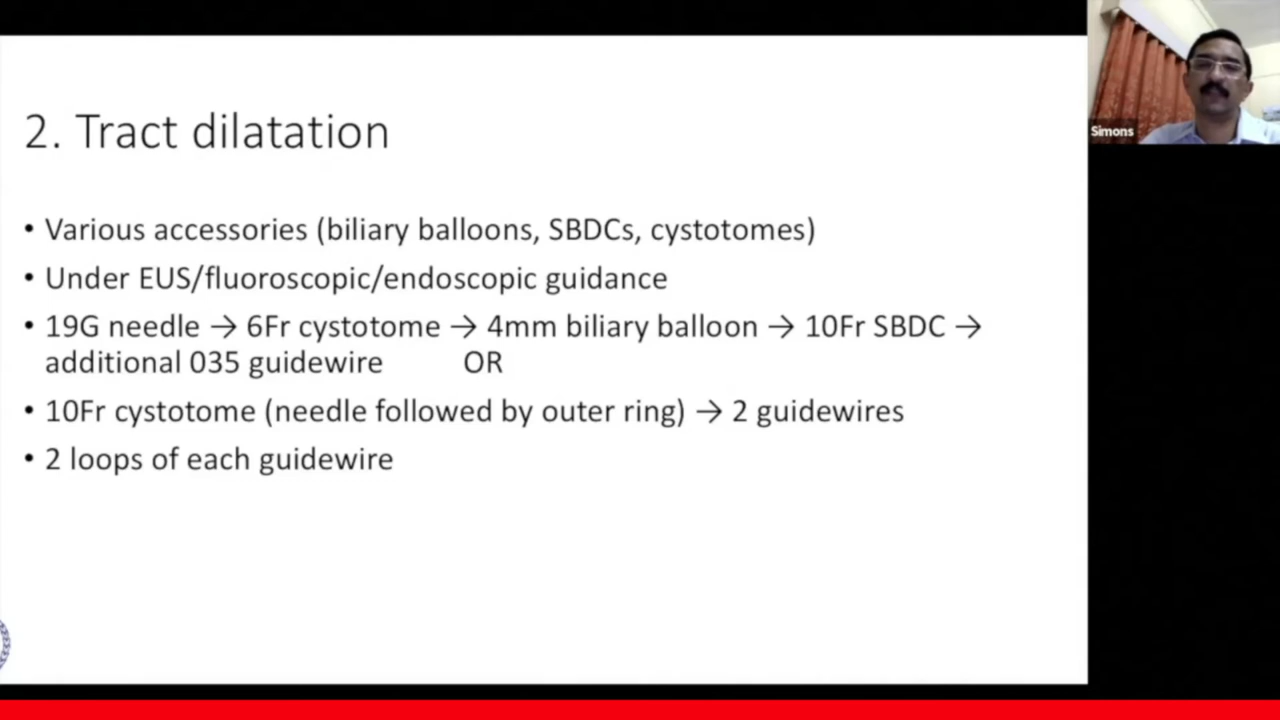 2. Tract dilatation
• Various accessories (biliary balloons, SBDCs, cystotomes)
• Under EUS/fluoroscopic/endoscopic guidance
• 19G needle → 6Fr cystotome → 4mm biliary balloon → 10Fr SBDC →
additional 035 guidewire OR
• 10Fr cystotome (needle followed by outer ring) → 2 guidewires
• 2 loops of each guidewire
Simons